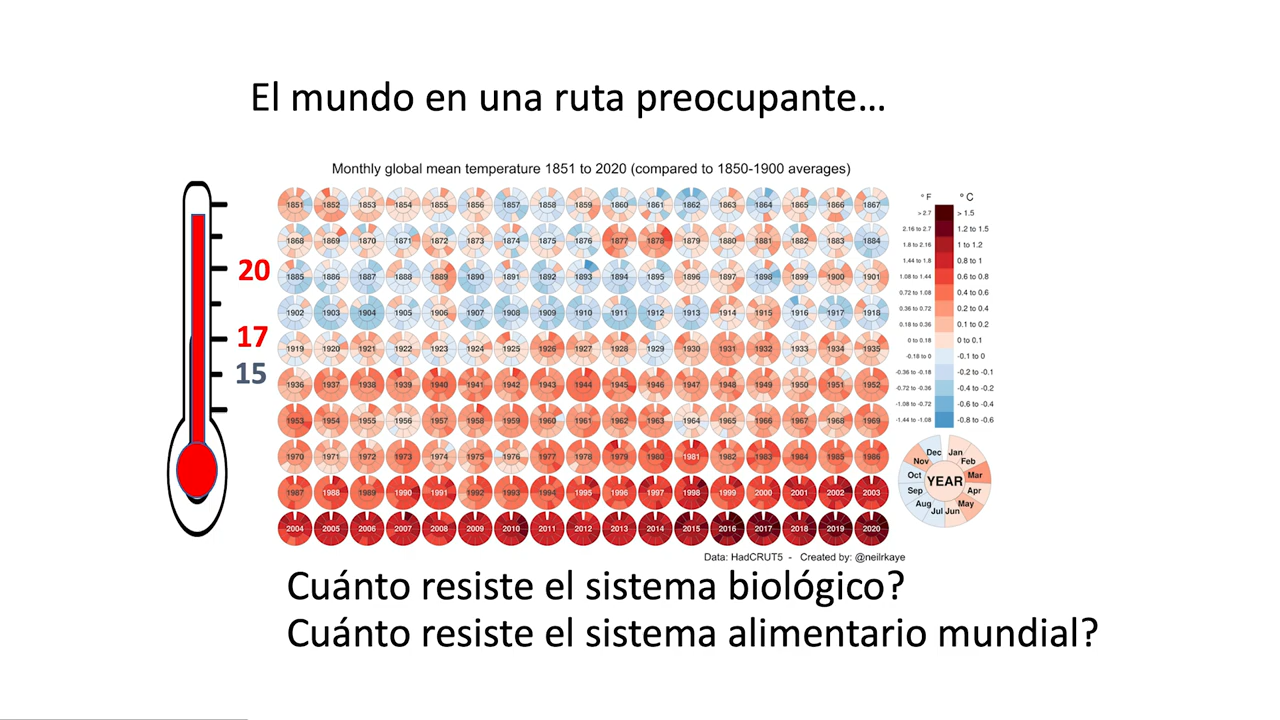 El mundo en una ruta preocupante...
Monthly global mean temperature 1851 to 2020 (compared to 1850-1900 averages)
20
17
15
1851 1852 1853 1854 1855 1856 1857 1858 1859 1860 1861 1862 1863 1864 1865 1866 1867
1868 1869 1870 1871 1872 1873 1874 1875 1876 1877 1878 1879 1880 1881 1882 1883 1884
1885 1886 1887 1888 1889 1890 1891 1892 1893 1894 1895 1896 1897 1898 1899 1900 1901
1902 1903 1904 1905 1906 1907 1908 1909 1910 1911 1912 1913 1914 1915 1916 1917 1918
1919 1920 1921 1922 1923 1924 1925 1926 1927 1928 1929 1930 1931 1932 1933 1934 1935
1936 1937 1938 1939 1940 1941 1942 1943 1944 1945 1946 1947 1948 1949 1950 1951 1952
1953 1954 1955 1956 1957 1958 1959 1960 1961 1962 1963 1964 1965 1966 1967 1968 1969
1970 1971 1972 1973 1974 1975 1976 1977 1978 1979 1980 1981 1982 1983 1984 1985 1986
1987 1988 1989 1990 1991 1992 1993 1994 1995 1996 1997 1998 1999 2000 2001 2002 2003
2004 2005 2006 2007 2008 2009 2010 2011 2012 2013 2014 2015 2016 2017 2018 2019 2020
° F ° C
> 2.7 > 1.5
2.16 to 2.7 1.2 to 1.5
1.8 to 2.16 1 to 1.2
1.44 to 1.8 0.8 to 1
1.08 to 1.44 0.6 to 0.8
0.72 to 1.08 0.4 to 0.6
0.36 to 0.72 0.2 to 0.4
0.18 to 0.36 0.1 to 0.2
0 to 0.18 0 to 0.1
-0.18 to 0 -0.1 to 0
-0.36 to -0.18 -0.2 to -0.1
-0.72 to -0.36 -0.4 to -0.2
-1.08 to -0.72 -0.6 to -0.4
-1.44 to -1.08 -0.8 to -0.6
Dec Jan
Nov Feb
Oct YEAR Mar
Sep Apr
Aug May
Jul Jun
Data: HadCRUT5 - Created by: @neilrkaye
Cuánto resiste el sistema biológico?
Cuánto resiste el sistema alimentario mundial?